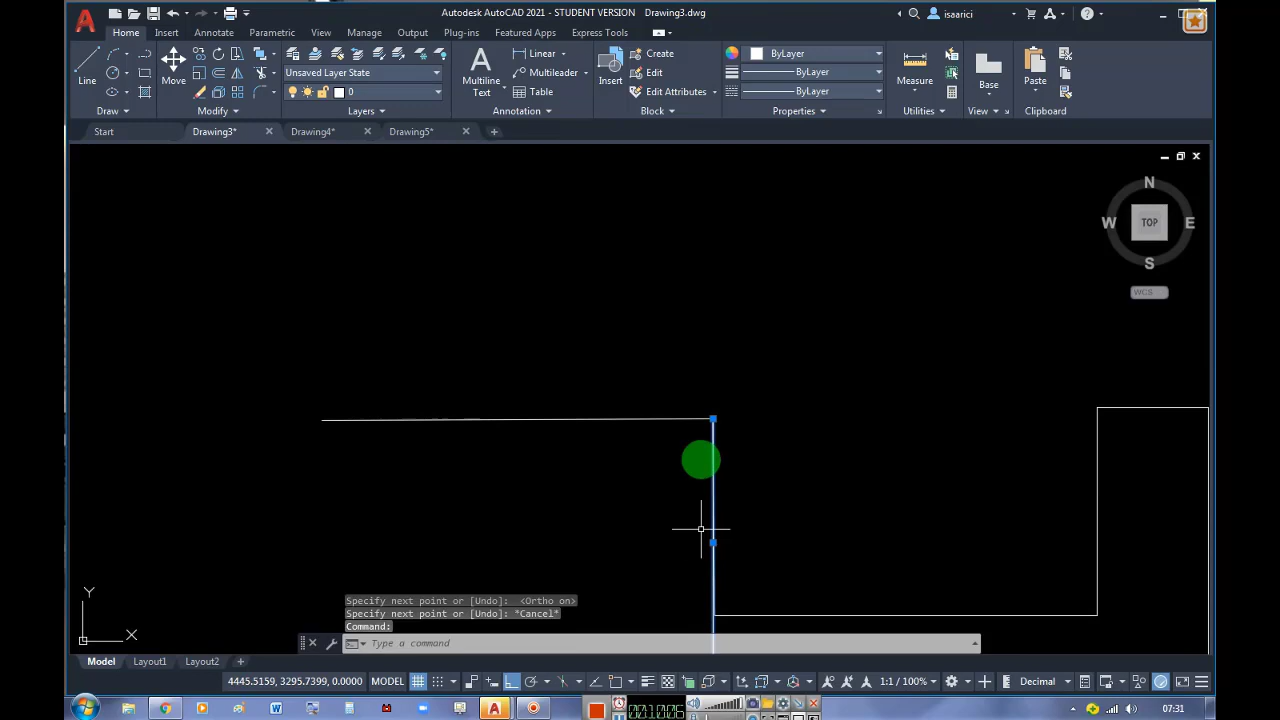 Autodesk AutoCAD 2021 - STUDENT VERSION Drawing3.dwg
isaarici
Home Insert Annotate Parametric View Manage Output Plug-ins Featured Apps Express Tools
Line
Move
Unsaved Layer State
0
Multiline
Text
Linear
Multileader
Table
Insert
Create
Edit
Edit Attributes
ByLayer
ByLayer
ByLayer
Measure
Base
Paste
Draw Modify Layers Annotation Block Properties Utilities View Clipboard
Start Drawing3* Drawing4* Drawing5*
N
W TOP E
S
WCS
Y
X
Specify next point or [Undo]: <Ortho on>
Specify next point or [Undo]: *Cancel*
Command:
Type a command
Model Layout1 Layout2
4445.5159, 3295.7399, 0.0000 MODEL 1:1 / 100% Decimal
07:31